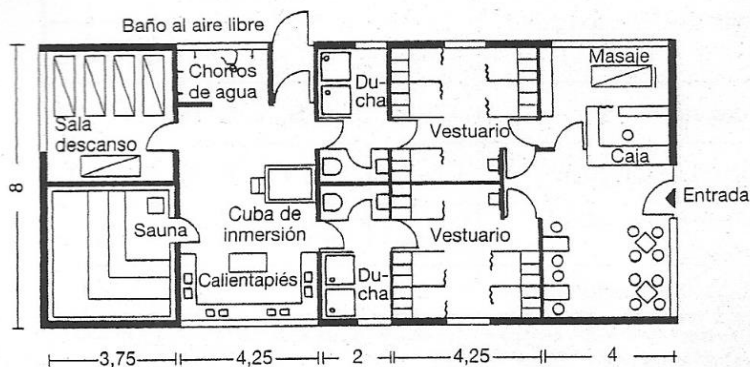 Baño al aire libre
Chorros
de agua
Du-
cha
Masaje
Sala
descanso
Vestuario
Caja
8
Entrada
Sauna
Cuba de
inmersión
Vestuario
Calientapiés
Du-
cha
3,75
4,25
2
4,25
4